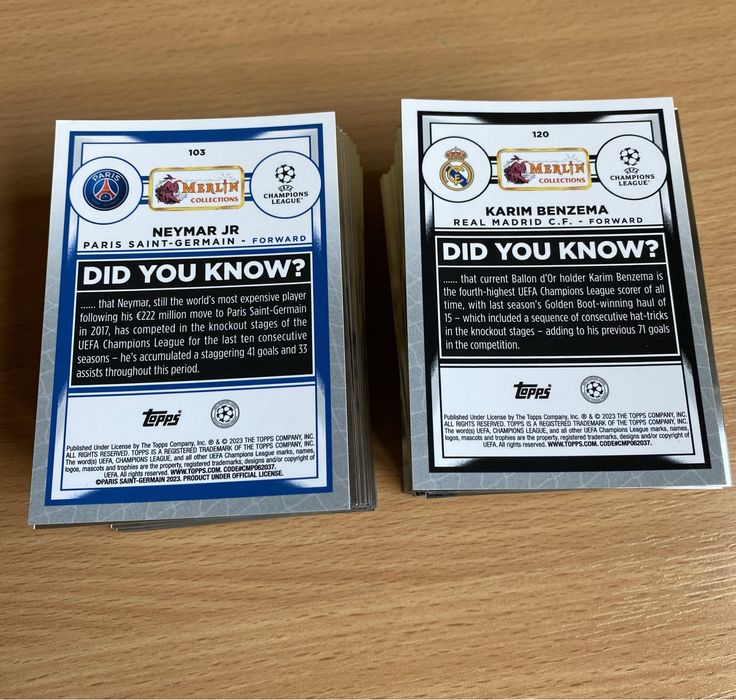 103
PARIS
MERLIN
COLLECTIONS
UEFA
CHAMPIONS
LEAGUE
NEYMAR JR
PARIS SAINT-GERMAIN - FORWARD
DID YOU KNOW?
...... that Neymar, still the world's most expensive player
following his €222 million move to Paris Saint-Germain
in 2017, has competed in the knockout stages of the
UEFA Champions League for the last ten consecutive
seasons – he's accumulated a staggering 41 goals and 33
assists throughout this period.
Topps
Published Under License by The Topps Company, Inc. ® & © 2023 THE TOPPS COMPANY, INC.
ALL RIGHTS RESERVED. TOPPS IS A REGISTERED TRADEMARK OF THE TOPPS COMPANY, INC.
The word(s) UEFA, CHAMPIONS LEAGUE, and all other UEFA Champions League marks, names,
logos, mascots and trophies are the property, registered trademarks, designs and/or copyright of
UEFA. All rights reserved. WWW.TOPPS.COM. CODE#CMP062037.
©PARIS SAINT-GERMAIN 2023. PRODUCT UNDER OFFICIAL LICENSE.
120
MERLIN
COLLECTIONS
UEFA
CHAMPIONS
LEAGUE
KARIM BENZEMA
REAL MADRID C.F. - FORWARD
DID YOU KNOW?
...... that current Ballon d'Or holder Karim Benzema is
the fourth-highest UEFA Champions League scorer of all
time, with last season's Golden Boot-winning haul of
15 – which included a sequence of consecutive hat-tricks
in the knockout stages – adding to his previous 71 goals
in the competition.
Topps
Published Under License by The Topps Company, Inc. ® & © 2023 THE TOPPS COMPANY, INC.
ALL RIGHTS RESERVED. TOPPS IS A REGISTERED TRADEMARK OF THE TOPPS COMPANY, INC.
The word(s) UEFA, CHAMPIONS LEAGUE, and all other UEFA Champions League marks, names,
logos, mascots and trophies are the property, registered trademarks, designs and/or copyright of
UEFA. All rights reserved. WWW.TOPPS.COM. CODE#CMP062037.